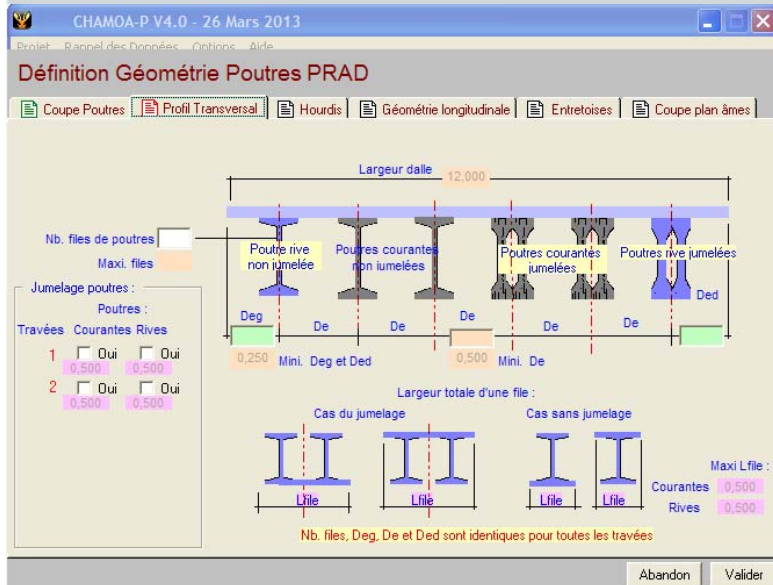 CHAMOA-P V4.0 - 26 Mars 2013
Projet Rappel des Données Options Aide
Définition Géométrie Poutres PRAD
Coupe Poutres Profil Transversal Hourdis Géométrie longitudinale Entretoises Coupe plan âmes
Largeur dalle 12,000
Nb. files de poutres
Maxi. files
Poutre rive
non jumelée
Poutres courantes
non jumelées
Poutres courantes
jumelées
Poutres rive jumelées
Jumelage poutres :
Poutres :
Travées Courantes Rives
1 Oui Oui
0,500 0,500
2 Oui Oui
0,500 0,500
Deg De De De De De Ded
0,250 Mini. Deg et Ded 0,500 Mini. De
Largeur totale d'une file :
Cas du jumelage Cas sans jumelage
Lfile Lfile Lfile Lfile
Maxi Lfile :
Courantes 0,500
Rives 0,500
Nb. files, Deg, De et Ded sont identiques pour toutes les travées
Abandon Valider